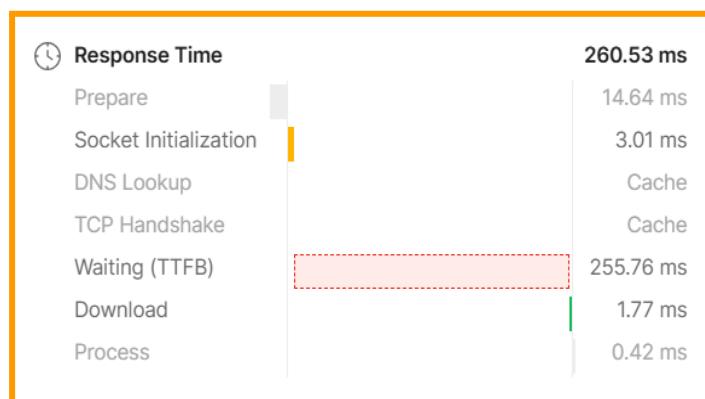 Response Time 260.53 ms
Prepare 14.64 ms
Socket Initialization 3.01 ms
DNS Lookup Cache
TCP Handshake Cache
Waiting (TTFB) 255.76 ms
Download 1.77 ms
Process 0.42 ms